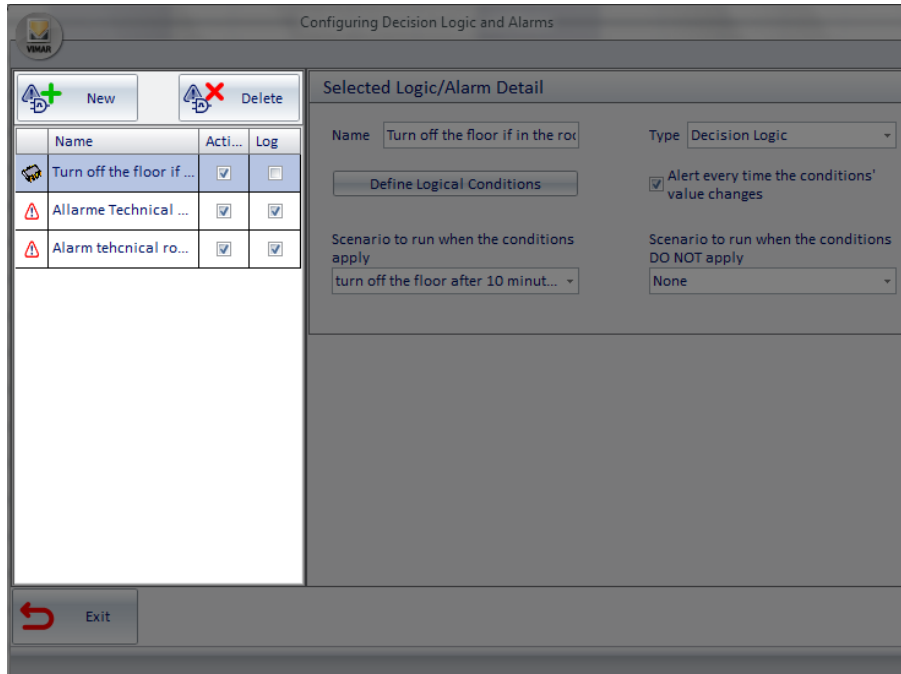 Configuring Decision Logic and Alarms
VIMAR
New
Delete
Name Acti... Log
Turn off the floor if ...
Allarme Technical ...
Alarm tehcnical ro...
Selected Logic/Alarm Detail
Name Turn off the floor if in the roo
Type Decision Logic
Define Logical Conditions
Alert every time the conditions'
value changes
Scenario to run when the conditions
apply
turn off the floor after 10 minut...
Scenario to run when the conditions
DO NOT apply
None
Exit